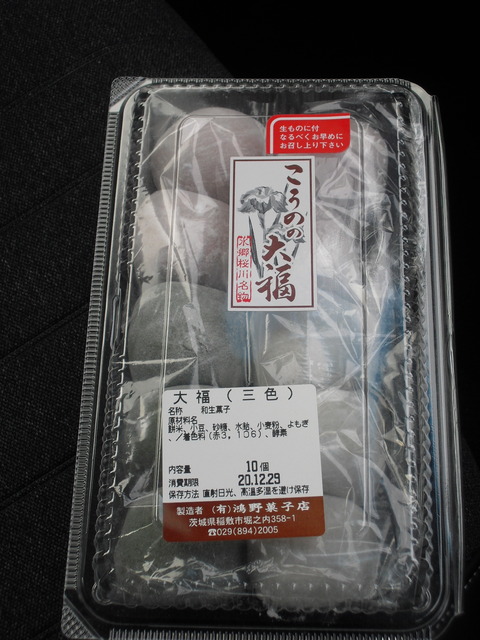 生ものに付
なるべくお早めに
お召し上り下さい
こうのの大福
水郷桜川名物
大福(三色)
名称 和生菓子
原材料名
餅米、小豆、砂糖、水飴、小麦粉、よもぎ
、/着色料(赤3,106)、酵素
内容量 10個
消費期限 20.12.29
保存方法 直射日光、高温多湿を避け保存
製造者 (有)鴻野菓子店
茨城県稲敷市堀之内358-1
☎029(894)2005